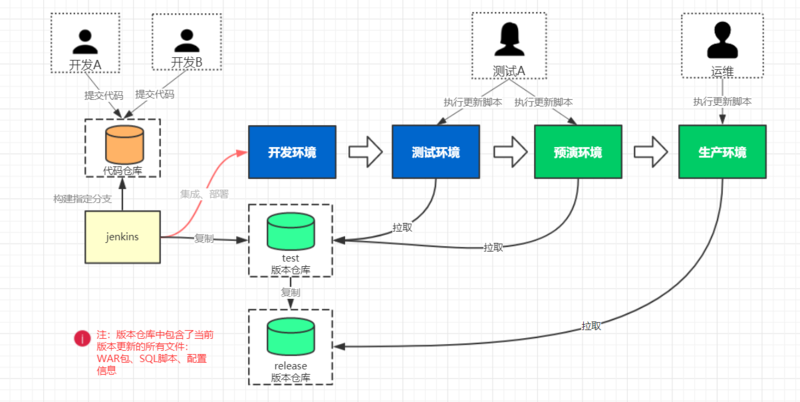 开发A
开发B
测试A
运维
提交代码
提交代码
执行更新脚本
执行更新脚本
执行更新脚本
代码仓库
开发环境
测试环境
预演环境
生产环境
构建指定分支
集成、部署
jenkins
复制
拉取
拉取
test
版本仓库
复制
拉取
release
版本仓库
注：版本仓库中包含了当前
版本更新的所有文件：
WAR包、SQL脚本、配置
信息